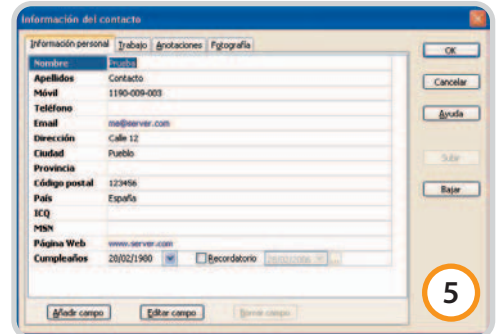 Información del contacto
Información personal Trabajo Anotaciones Fotografía
Nombre Prueba
Apellidos Contacto
Móvil 1190-009-003
Teléfono
Email me@server.com
Dirección Calle 12
Ciudad Pueblo
Provincia
Código postal 123456
País España
ICQ
MSN
Página Web www.server.com
Cumpleaños 20/02/1900 Recordatorio
OK
Cancelar
Ayuda
Subir
Bajar
Añadir campo Editar campo Borrar campo
5